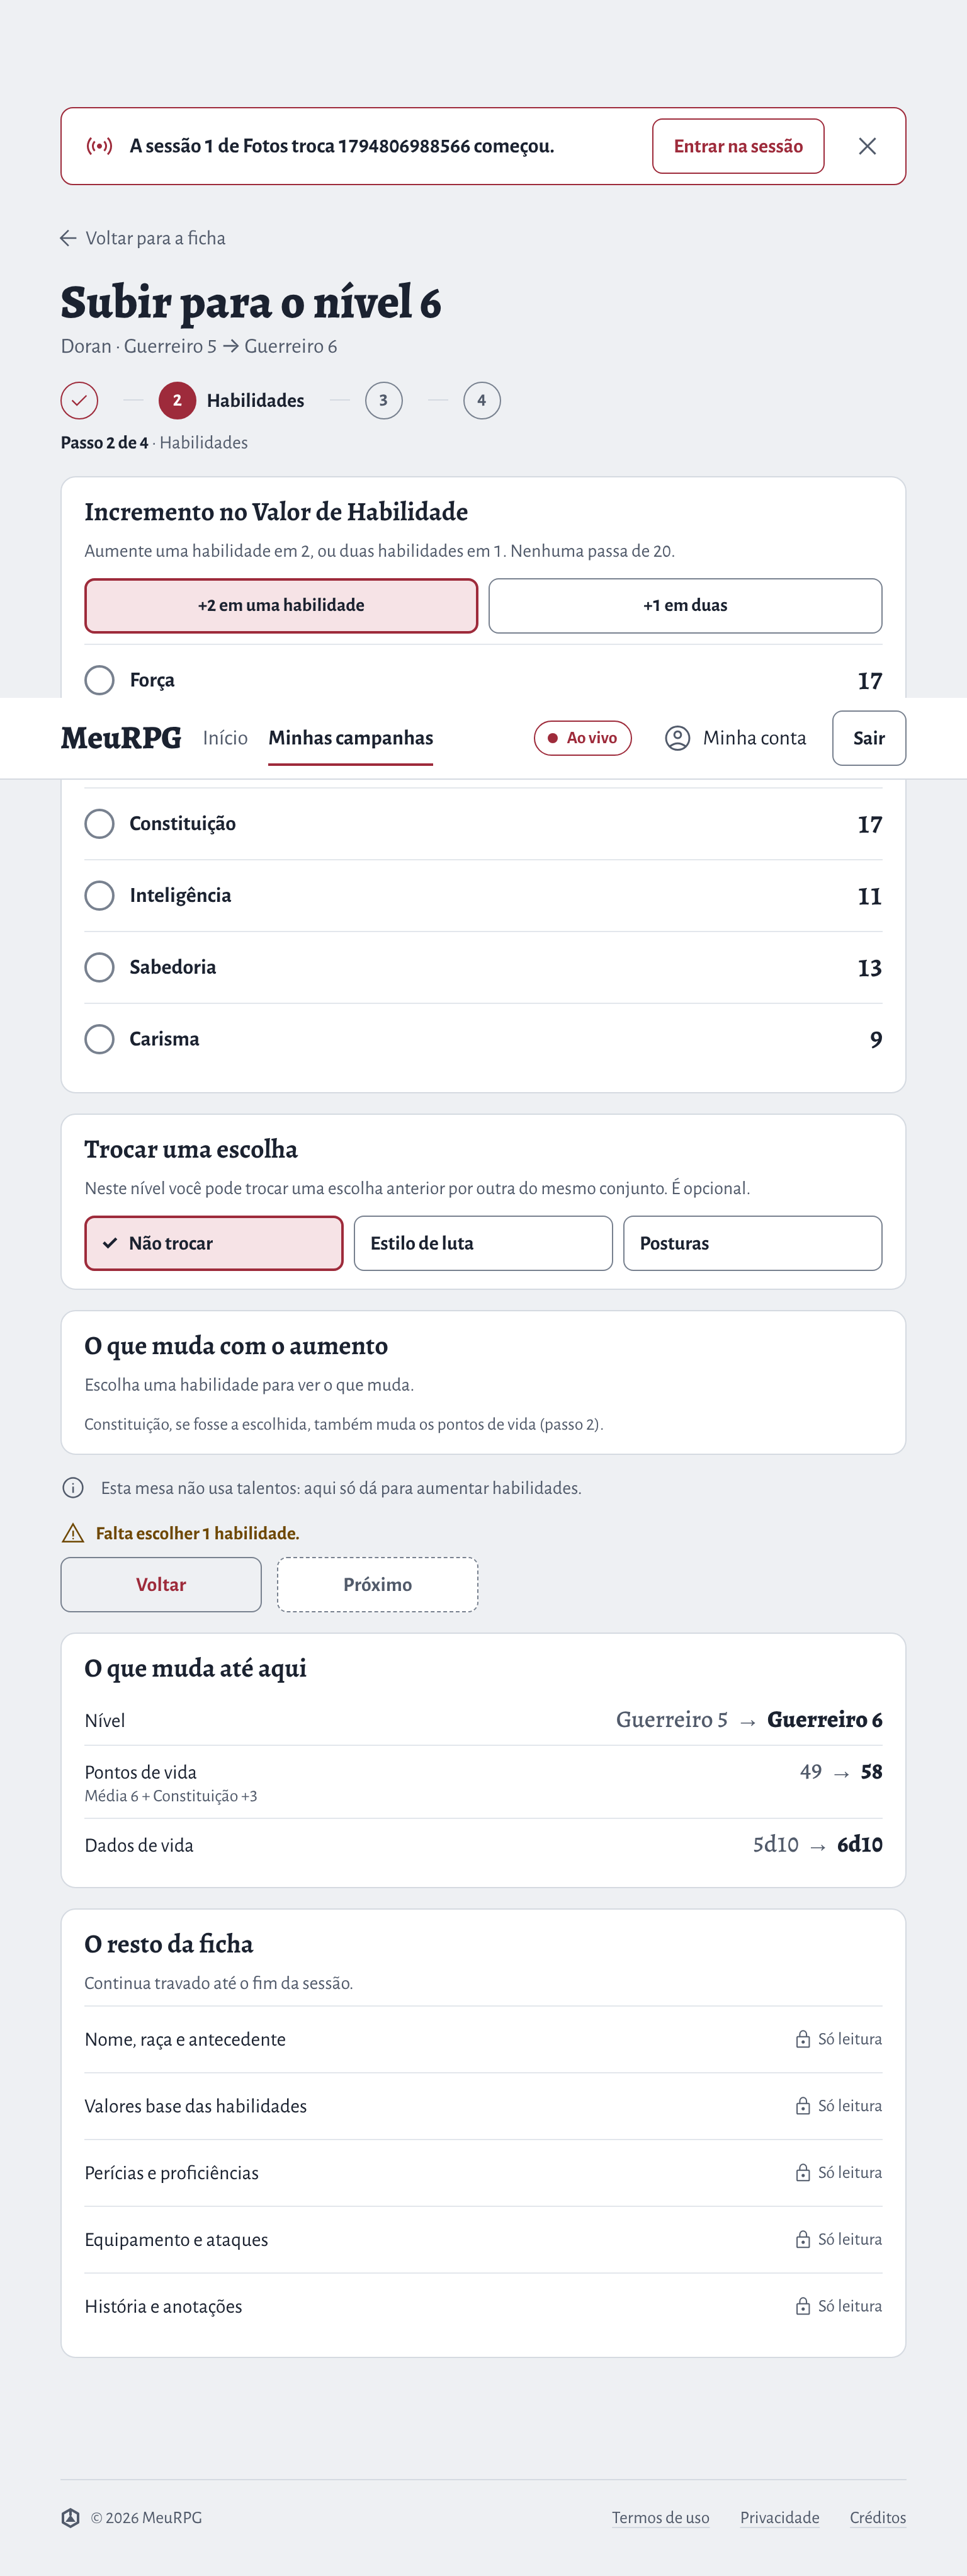 A sessão 1 de Fotos troca 1794806988566 começou.
Entrar na sessão
Voltar para a ficha
Subir para o nível 6
Doran · Guerreiro 5 → Guerreiro 6
2 Habilidades 3 4
Passo 2 de 4 · Habilidades
Incremento no Valor de Habilidade
Aumente uma habilidade em 2, ou duas habilidades em 1. Nenhuma passa de 20.
+2 em uma habilidade
+1 em duas
Força 17
MeuRPG Início Minhas campanhas Ao vivo Minha conta Sair
Constituição 17
Inteligência 11
Sabedoria 13
Carisma 9
Trocar uma escolha
Neste nível você pode trocar uma escolha anterior por outra do mesmo conjunto. É opcional.
Não trocar
Estilo de luta
Posturas
O que muda com o aumento
Escolha uma habilidade para ver o que muda.
Constituição, se fosse a escolhida, também muda os pontos de vida (passo 2).
Esta mesa não usa talentos: aqui só dá para aumentar habilidades.
Falta escolher 1 habilidade.
Voltar
Próximo
O que muda até aqui
Nível Guerreiro 5 → Guerreiro 6
Pontos de vida 49 → 58
Média 6 + Constituição +3
Dados de vida 5d10 → 6d10
O resto da ficha
Continua travado até o fim da sessão.
Nome, raça e antecedente Só leitura
Valores base das habilidades Só leitura
Perícias e proficiências Só leitura
Equipamento e ataques Só leitura
História e anotações Só leitura
© 2026 MeuRPG
Termos de uso Privacidade Créditos